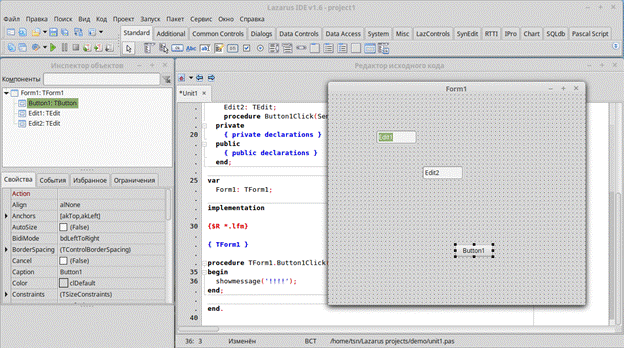 Lazarus IDE v1.6 - project1
Файл Правка Поиск Вид Код Проект Запуск Пакет Сервис Окно Справка
Standard Additional Common Controls Dialogs Data Controls Data Access System Misc LazControls SynEdit RTTI IPro Chart SQLdb Pascal Script
Инспектор объектов
Компоненты
Form1: TForm1
Button1: TButton
Edit1: TEdit
Edit2: TEdit
Свойства События Избранное Ограничения
Action
Align alNone
Anchors [akTop,akLeft]
AutoSize (False)
BidiMode bdLeftToRight
BorderSpacing (TControlBorderSpacing)
Cancel (False)
Caption Button1
Color clDefault
Constraints (TSizeConstraints)
Редактор исходного кода
*Unit1
Edit2: TEdit;
procedure Button1Click(Se
private
20 { private declarations }
public
{ public declarations }
end;
25 var
Form1: TForm1;
implementation
30 {$R *.lfm}
{ TForm1 }
procedure TForm1.Button1Click(
35 begin
36 showmessage('!!!!');
end;
end.
40
36: 3 Изменён ВСТ /home/tsn/Lazarus projects/demo/unit1.pas
Form1
Edit1
Edit2
Button1